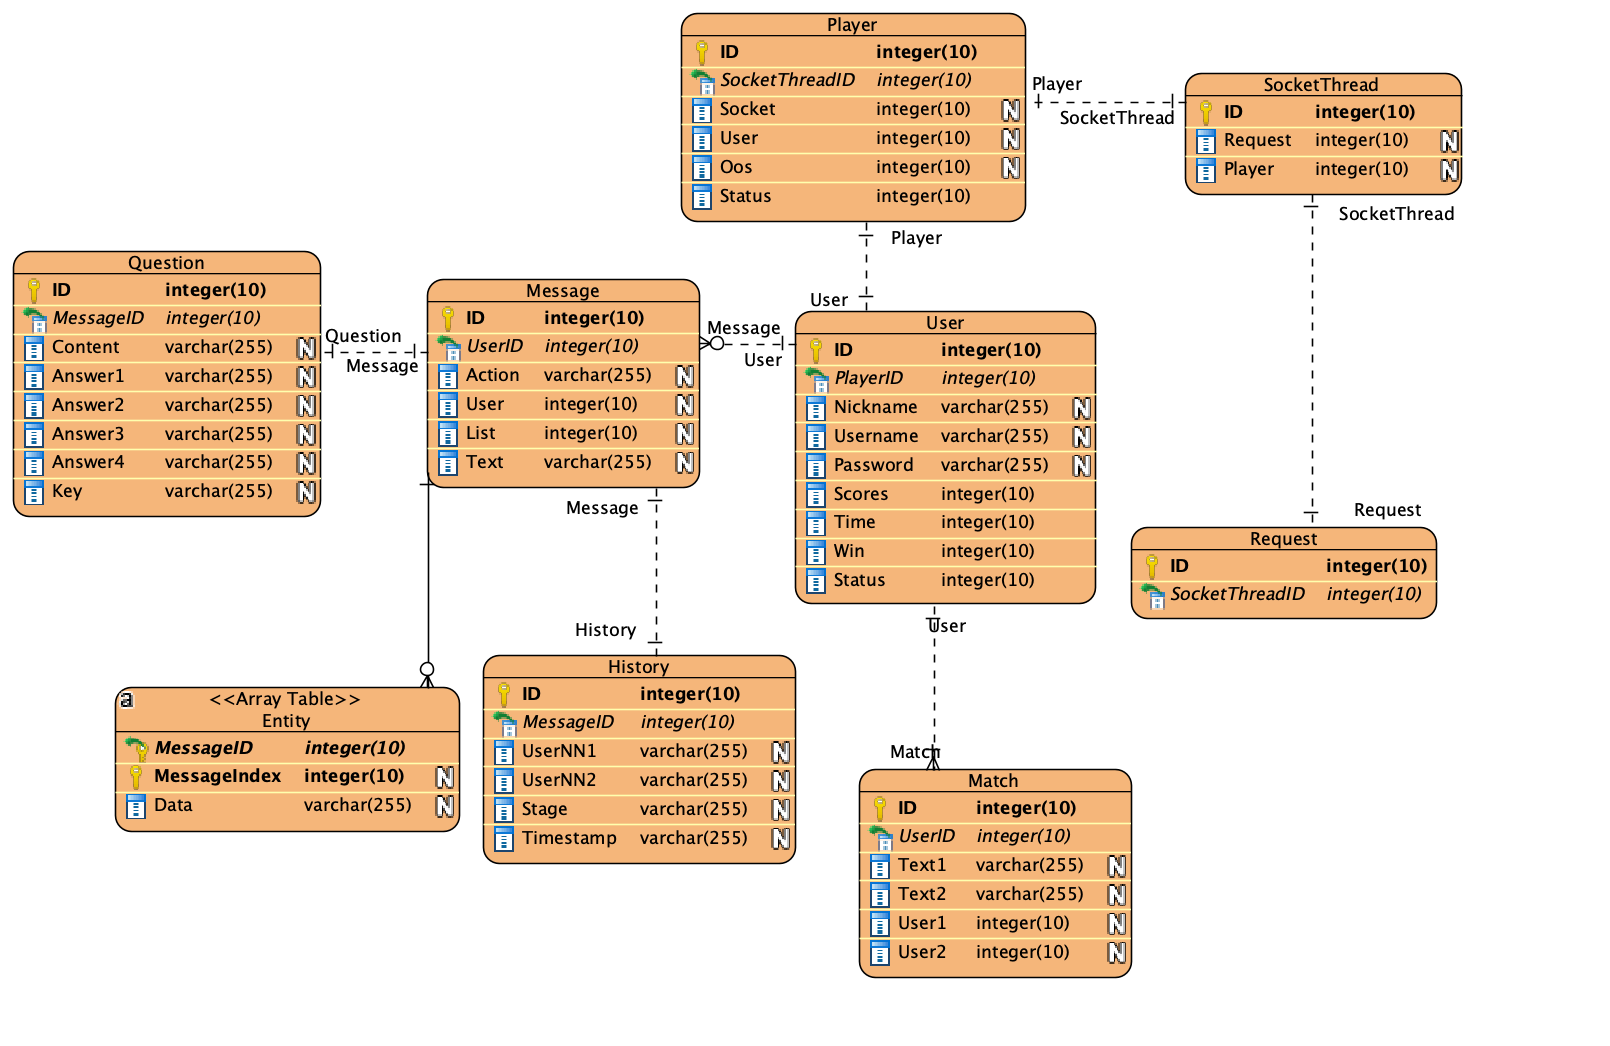 Player
ID integer(10)
SocketThreadID integer(10)
Socket integer(10) N
User integer(10) N
Oos integer(10) N
Status integer(10)
Player
SocketThread
SocketThread
ID integer(10)
Request integer(10) N
Player integer(10) N
SocketThread
Player
User
Question
ID integer(10)
MessageID integer(10)
Content varchar(255) N
Answer1 varchar(255) N
Answer2 varchar(255) N
Answer3 varchar(255) N
Answer4 varchar(255) N
Key varchar(255) N
Question
Message
Message
ID integer(10)
UserID integer(10)
Action varchar(255) N
User integer(10) N
List integer(10) N
Text varchar(255) N
Message
User
User
ID integer(10)
PlayerID integer(10)
Nickname varchar(255) N
Username varchar(255) N
Password varchar(255) N
Scores integer(10)
Time integer(10)
Win integer(10)
Status integer(10)
Request
Request
ID integer(10)
SocketThreadID integer(10)
Message
History
User
Match
a <<Array Table>>
Entity
MessageID integer(10)
MessageIndex integer(10) N
Data varchar(255) N
History
ID integer(10)
MessageID integer(10)
UserNN1 varchar(255) N
UserNN2 varchar(255) N
Stage varchar(255) N
Timestamp varchar(255) N
Match
ID integer(10)
UserID integer(10)
Text1 varchar(255) N
Text2 varchar(255) N
User1 integer(10) N
User2 integer(10) N